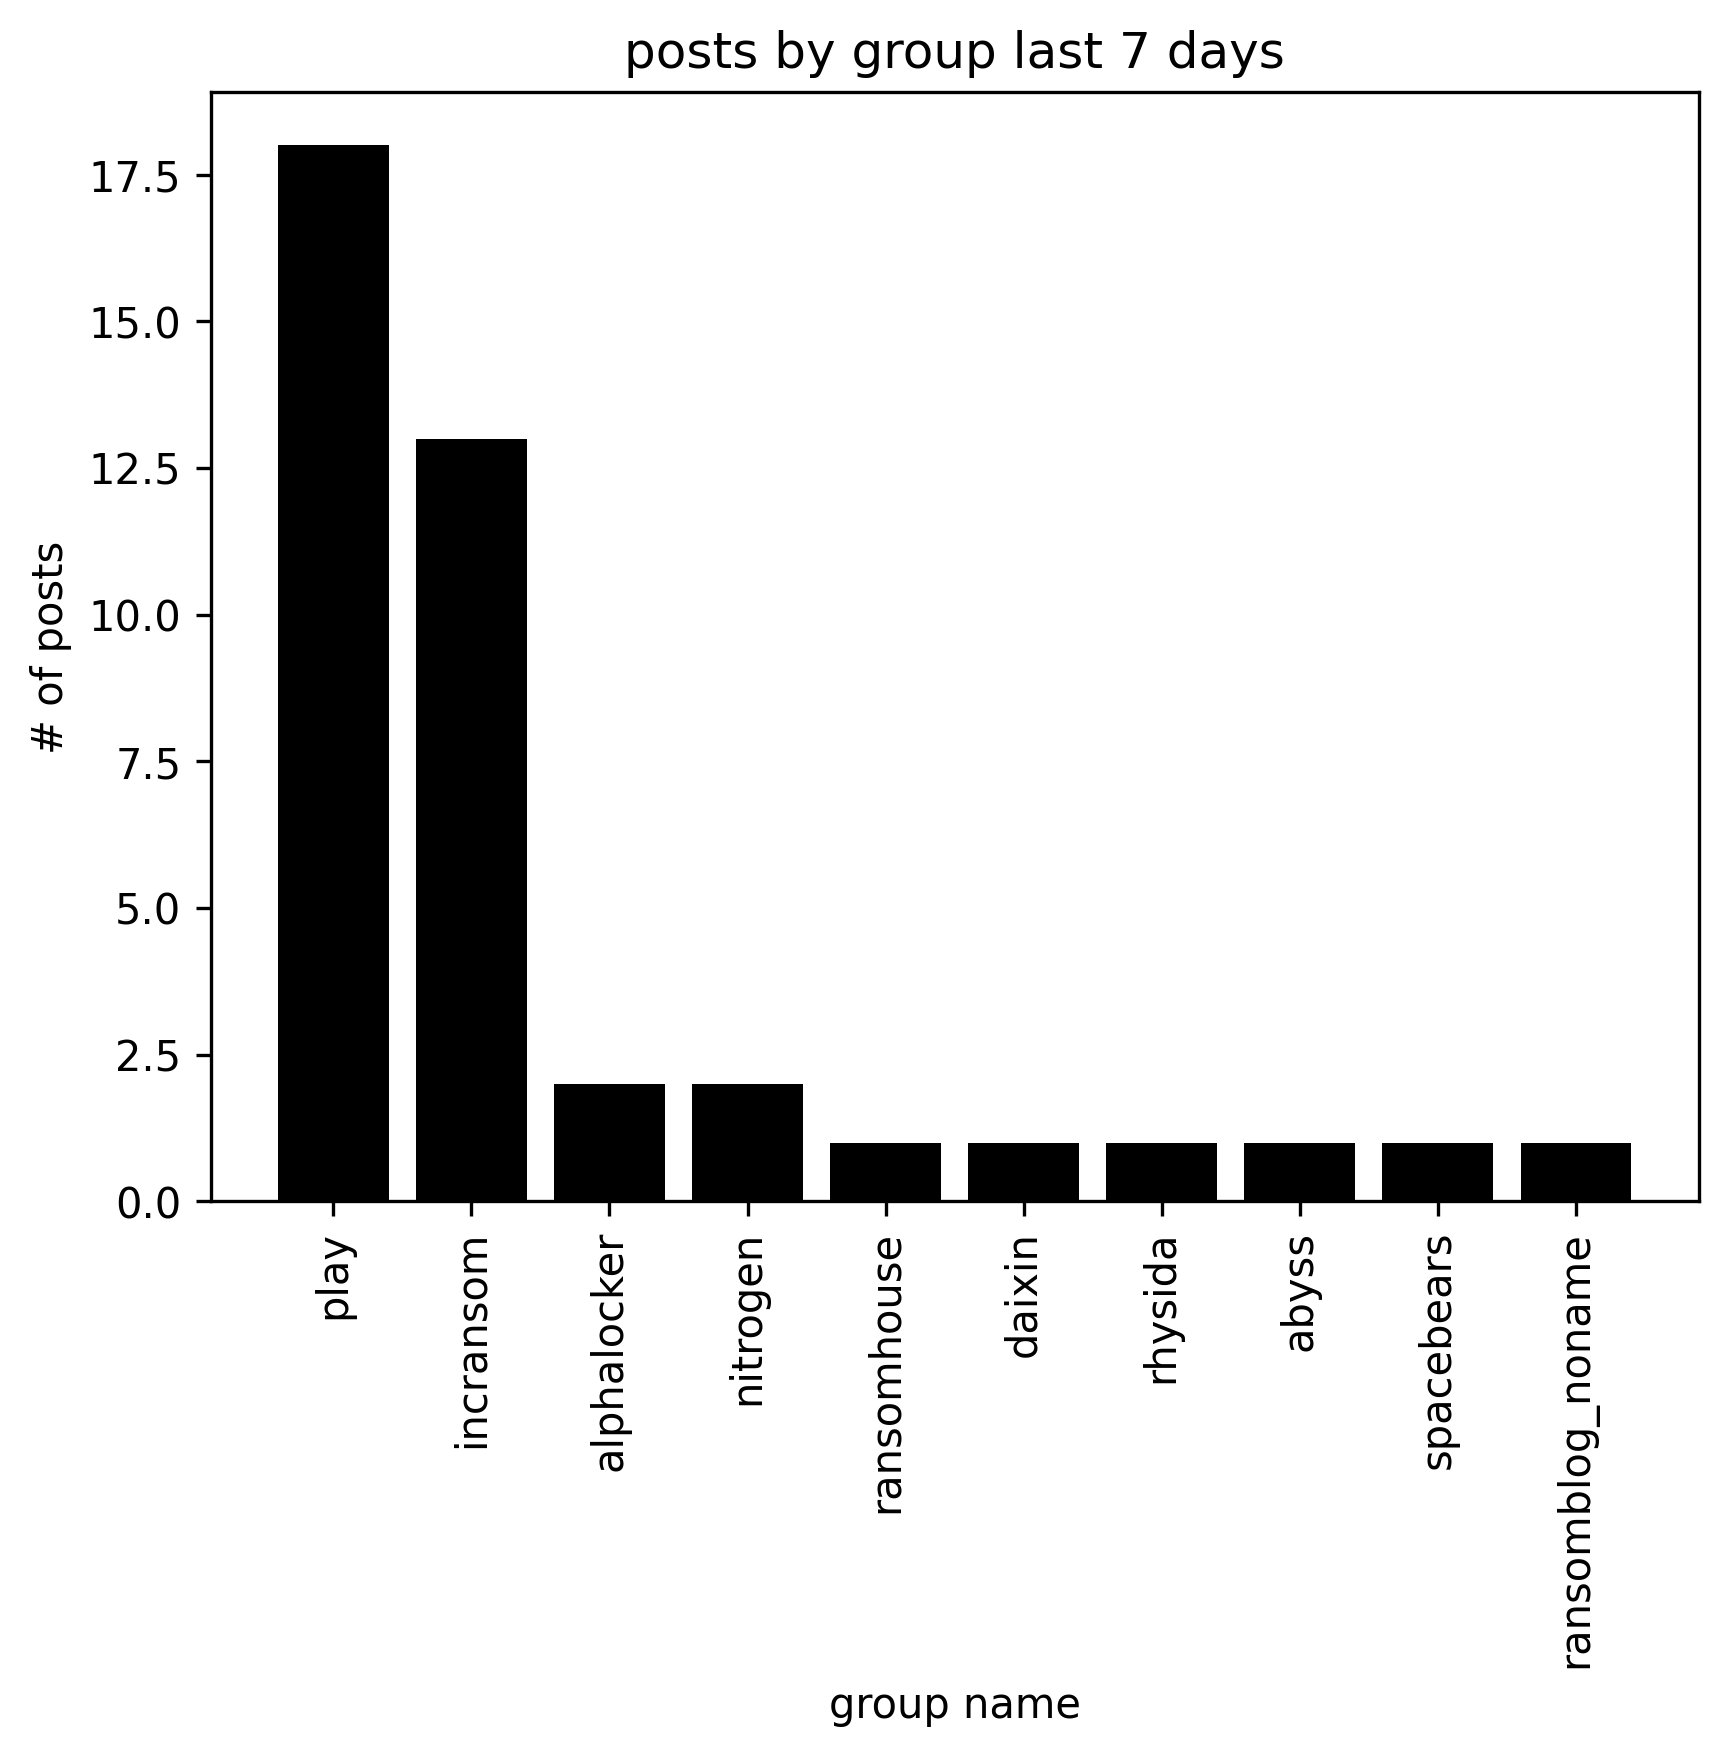 posts by group last 7 days
# of posts
17.5
15.0
12.5
10.0
7.5
5.0
2.5
0.0
play
incransom
alphalocker
nitrogen
ransomhouse
daixin
rhysida
abyss
spacebears
ransomblog_noname
group name